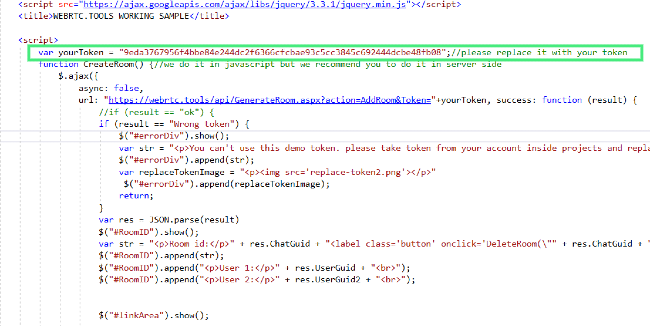 <script src="https://ajax.googleapis.com/ajax/libs/jquery/3.3.1/jquery.min.js"></script>
<title>WEBRTC.TOOLS WORKING SAMPLE</title>
<script>
var yourToken = "9eda3767956f4bbe84e244dc2f6366cfcbae93c5cc3845c692444dcbe48fb08";//please replace it with your token
function CreateRoom() {//we do it in javascript but we recommend you to do it in server side
$.ajax({
async: false,
url: "https://webrtc.tools/api/GenerateRoom.aspx?action=AddRoom&Token="+yourToken, success: function (result) {
//if (result == "ok") {
if (result == "Wrong token") {
$("#errorDiv").show();
var str = "<p>You can't use this demo token. please take token from your account inside projects and repla
$("#errorDiv").append(str);
var replaceTokenImage = "<p><img src='replace-token2.png'></p>"
$("#errorDiv").append(replaceTokenImage);
return;
}
var res = JSON.parse(result)
$("#RoomID").show();
var str = "<p>Room id:</p>" + res.ChatGuid + "<label class='button' onclick='DeleteRoom(\"" + res.ChatGuid + "
$("#RoomID").append(str);
$("#RoomID").append("<p>User 1:</p>" + res.UserGuid + "<br>");
$("#RoomID").append("<p>User 2:</p>" + res.UserGuid2 + "<br>");
$("#linkArea").show();